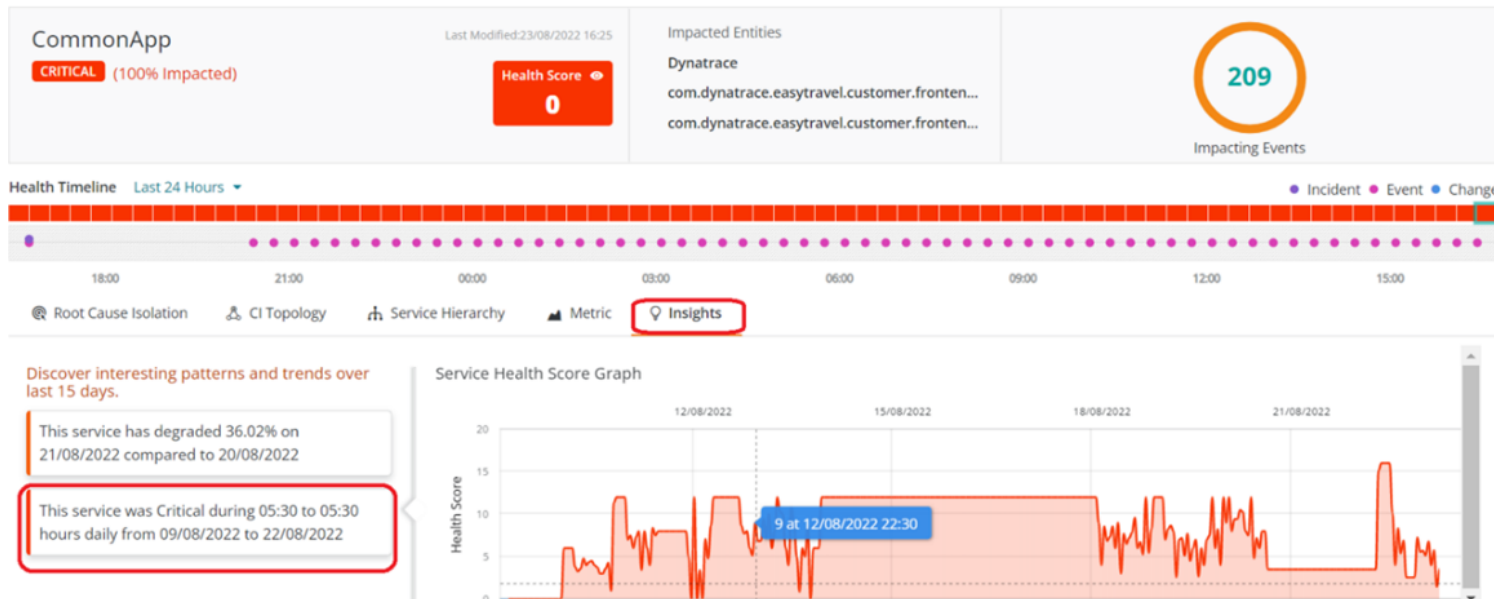 CommonApp
Last Modified:23/08/2022 16:25
CRITICAL (100% Impacted)
Health Score
0
Impacted Entities
Dynatrace
com.dynatrace.easytravel.customer.fronten...
com.dynatrace.easytravel.customer.fronten...
209
Impacting Events
Health Timeline Last 24 Hours
Incident Event Change
18:00 21:00 00:00 03:00 06:00 09:00 12:00 15:00
Root Cause Isolation CI Topology Service Hierarchy Metric Insights
Discover interesting patterns and trends over
last 15 days.
This service has degraded 36.02% on
21/08/2022 compared to 20/08/2022
This service was Critical during 05:30 to 05:30
hours daily from 09/08/2022 to 22/08/2022
Service Health Score Graph
12/08/2022 15/08/2022 18/08/2022 21/08/2022
20
15
10
5
0
Health Score
9 at 12/08/2022 22:30